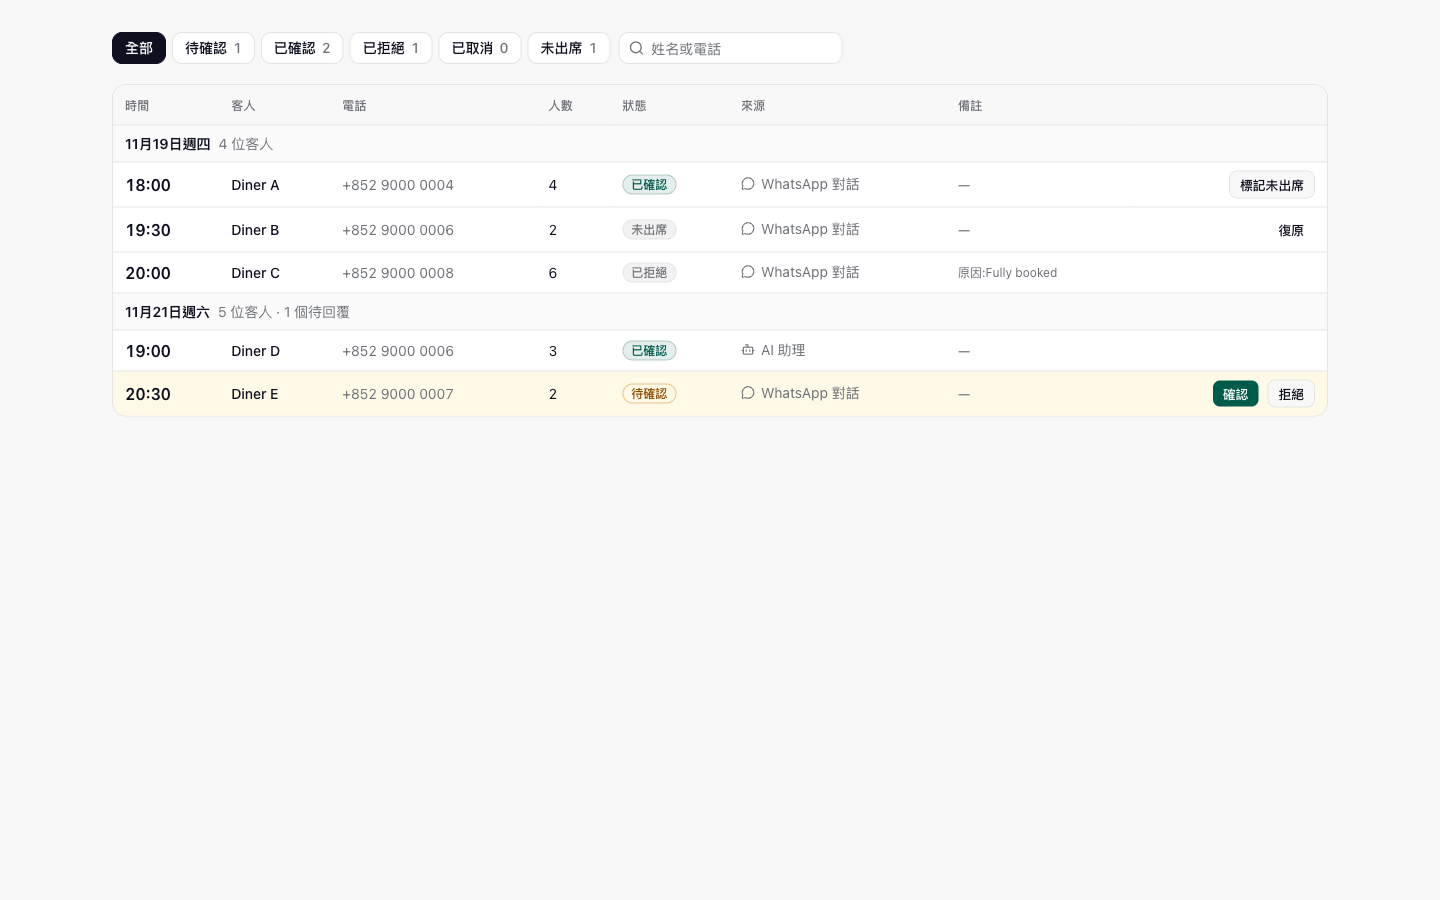 全部 待確認 1 已確認 2 已拒絕 1 已取消 0 未出席 1 姓名或電話
時間 客人 電話 人數 狀態 來源 備註
11月19日週四 4 位客人
18:00 Diner A +852 9000 0004 4 已確認 WhatsApp 對話 — 標記未出席
19:30 Diner B +852 9000 0006 2 未出席 WhatsApp 對話 — 復原
20:00 Diner C +852 9000 0008 6 已拒絕 WhatsApp 對話 原因:Fully booked
11月21日週六 5 位客人 · 1 個待回覆
19:00 Diner D +852 9000 0006 3 已確認 AI 助理 —
20:30 Diner E +852 9000 0007 2 待確認 WhatsApp 對話 — 確認 拒絕